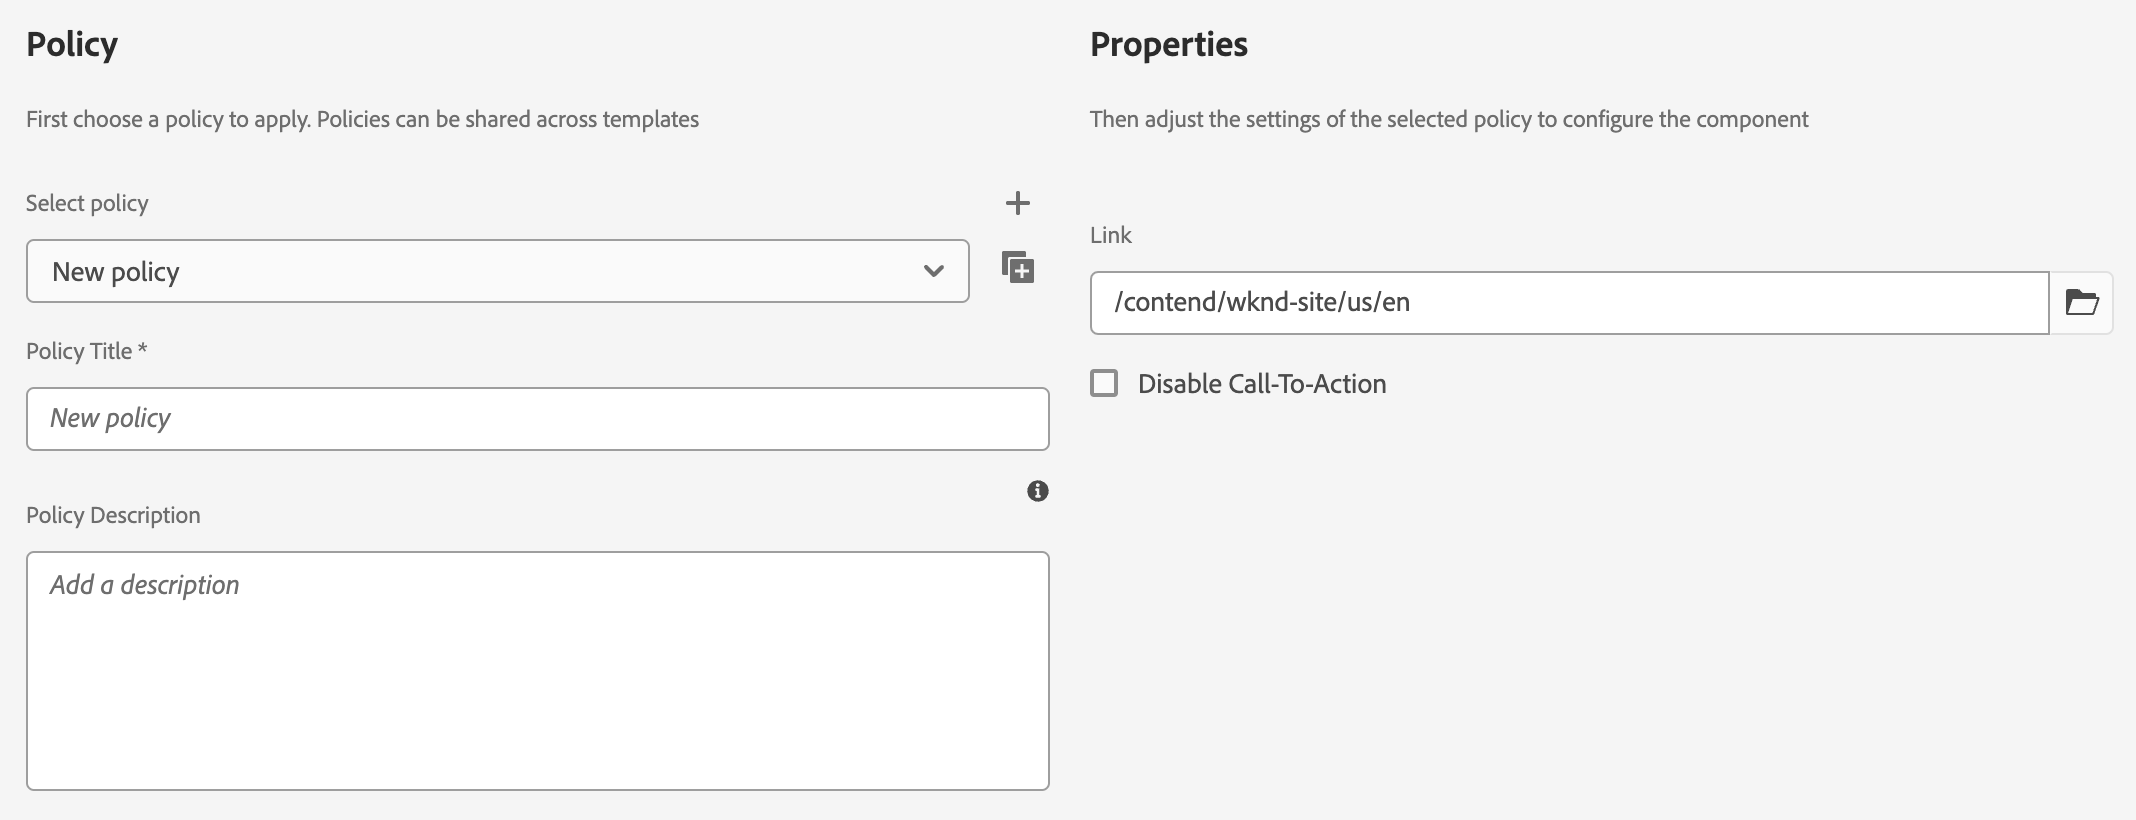 Policy
First choose a policy to apply. Policies can be shared across templates
Select policy
New policy
Policy Title *
New policy
Policy Description
Add a description
Properties
Then adjust the settings of the selected policy to configure the component
Link
/contend/wknd-site/us/en
Disable Call-To-Action